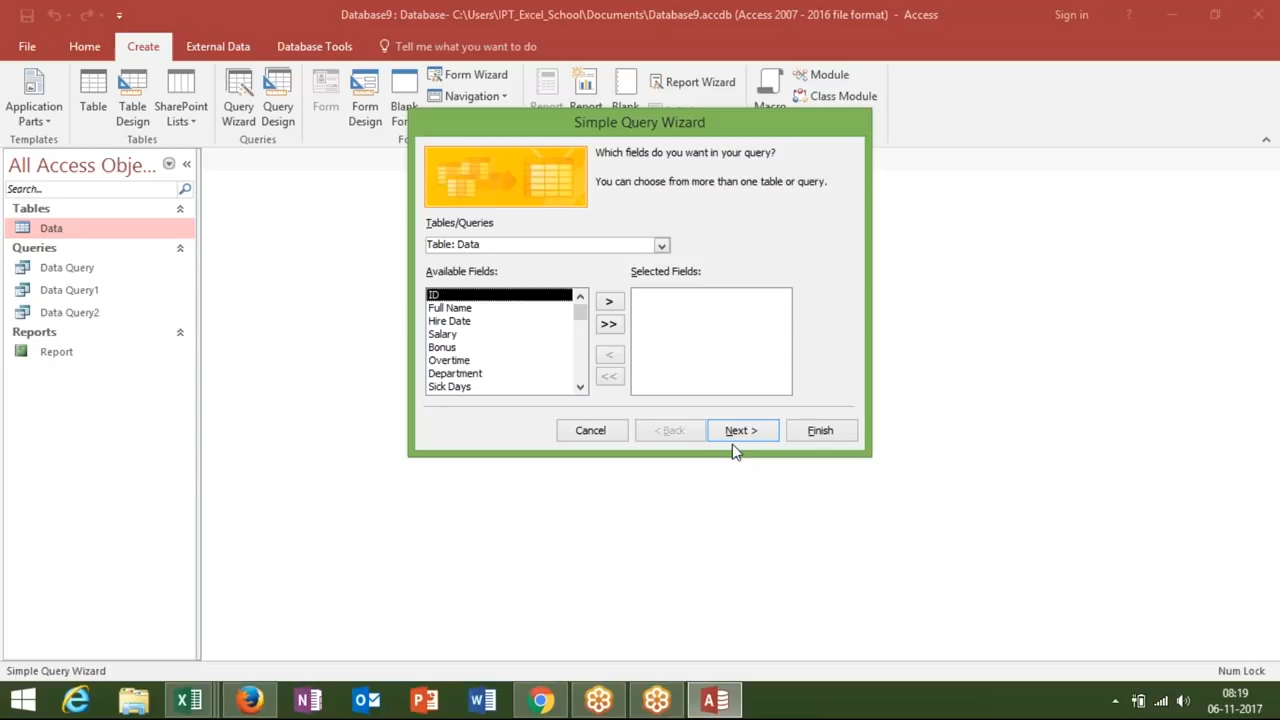 Database9 : Database- C:\Users\IPT_Excel_School\Documents\Database9.accdb (Access 2007 - 2016 file format) - Access
Sign in
?
File
Home
Create
External Data
Database Tools
Tell me what you want to do
Application Parts
Table
Table Design
SharePoint Lists
Query Wizard
Query Design
Form
Form Design
Form Wizard
Navigation
Report Wizard
Module
Class Module
Templates
Tables
Queries
All Access Obje...
Search...
Tables
Data
Queries
Data Query
Data Query1
Data Query2
Reports
Report
Simple Query Wizard
Which fields do you want in your query?
You can choose from more than one table or query.
Tables/Queries
Table: Data
Available Fields:
Selected Fields:
ID
Full Name
Hire Date
Salary
Bonus
Overtime
Department
Sick Days
>
>>
<
<<
Cancel
< Back
Next >
Finish
Simple Query Wizard
Num Lock
08:19
06-11-2017